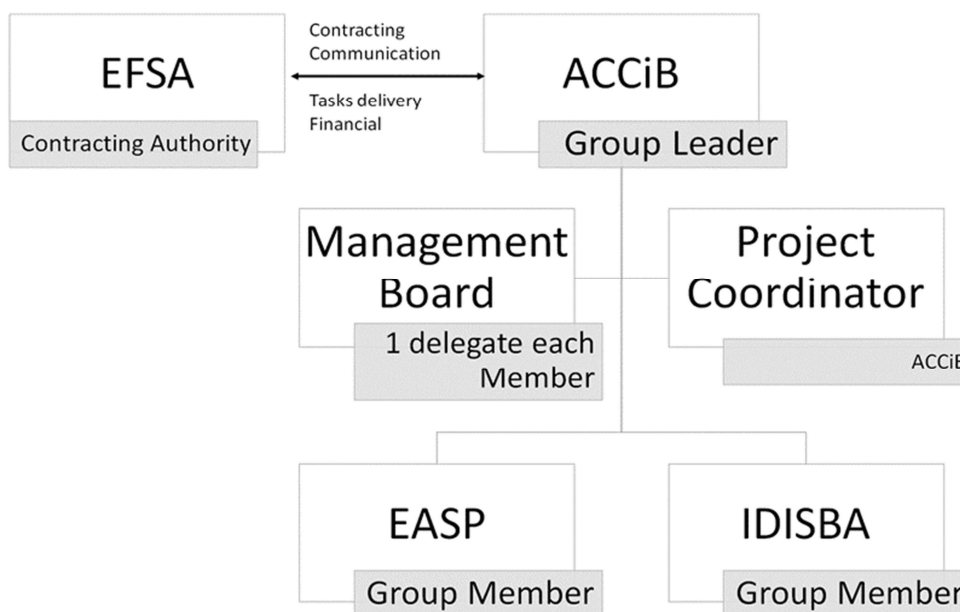 EFSA
Contracting Authority
Contracting
Communication
Tasks delivery
Financial
ACCiB
Group Leader
Management
Board
1 delegate each
Member
Project
Coordinator
ACCiB
EASP
Group Member
IDISBA
Group Member